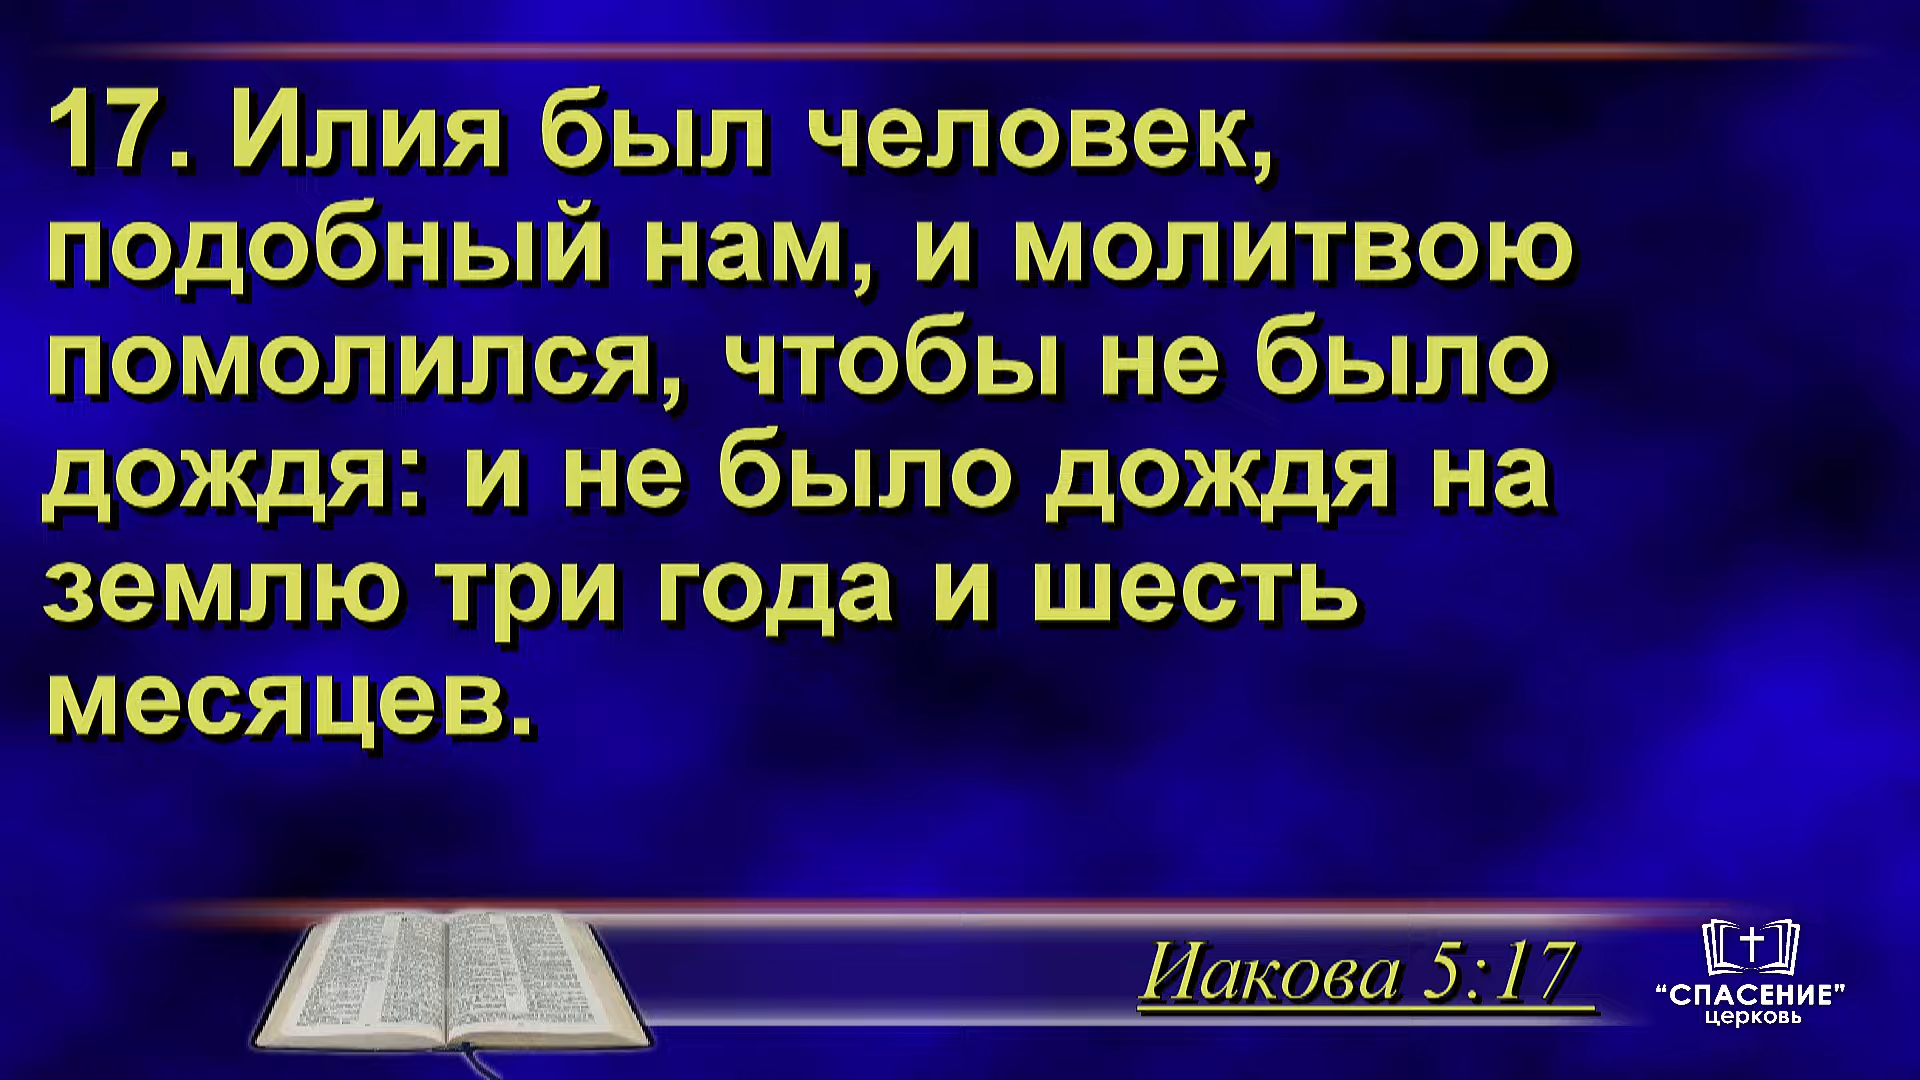 17. Илия был человек,
подобный нам, и молитвою
помолился, чтобы не было
дождя: и не было дождя на
землю три года и шесть
месяцев.
Иакова 5:17
“СПАСЕНИЕ”
церковь